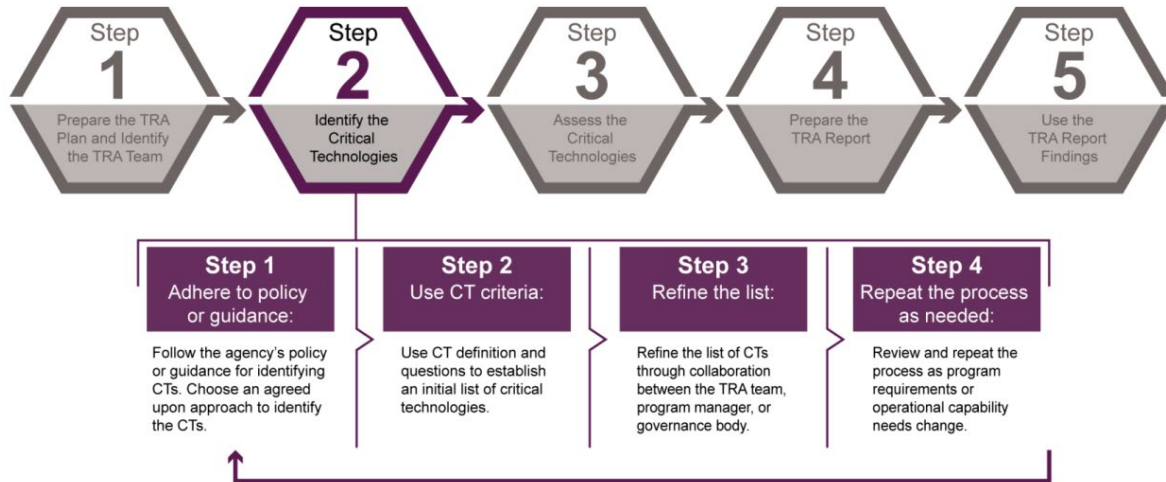 Step
1
Prepare the TRA
Plan and Identify
the TRA Team
Step
2
Identify the
Critical
Technologies
Step
3
Assess the
Critical
Technologies
Step
4
Prepare the
TRA Report
Step
5
Use the
TRA Report
Findings
Step 1
Adhere to policy
or guidance:
Follow the agency's policy
or guidance for identifying
CTs. Choose an agreed
upon approach to identify
the CTs.
Step 2
Use CT criteria:
Use CT definition and
questions to establish
an initial list of critical
technologies.
Step 3
Refine the list:
Refine the list of CTs
through collaboration
between the TRA team,
program manager, or
governance body.
Step 4
Repeat the process
as needed:
Review and repeat the
process as program
requirements or
operational capability
needs change.